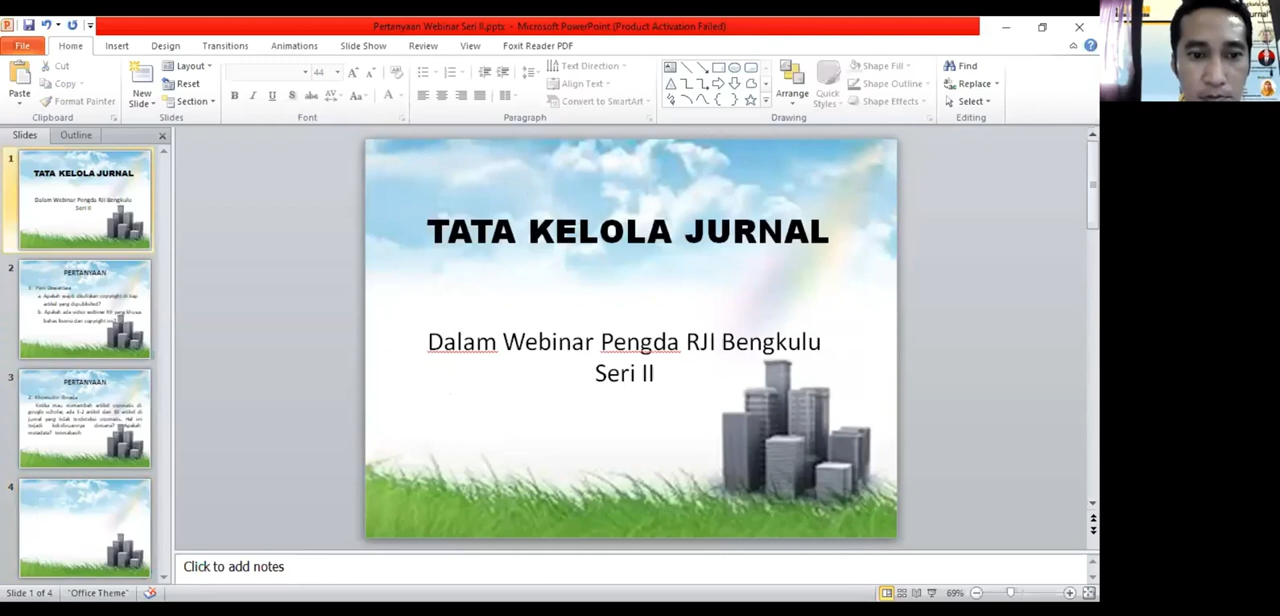 Pertanyaan Webinar Seri II.pptx - Microsoft PowerPoint (Product Activation Failed)
File Home Insert Design Transitions Animations Slide Show Review View Foxit Reader PDF
Paste
Cut
Copy
Format Painter
Clipboard
New Slide
Layout
Reset
Section
Slides
44
Font
Text Direction
Align Text
Convert to SmartArt
Paragraph
Arrange
Quick Styles
Shape Fill
Shape Outline
Shape Effects
Drawing
Find
Replace
Select
Editing
Slides Outline
1
TATA KELOLA JURNAL
Dalam Webinar Pengda RJI Bengkulu
Seri II
2
PERTANYAAN
3
PERTANYAAN
4
TATA KELOLA JURNAL
Dalam Webinar Pengda RJI Bengkulu
Seri II
Click to add notes
Slide 1 of 4 "Office Theme" 69%